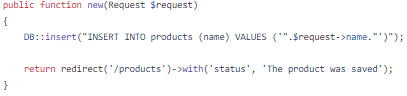 public function new(Request $request)
{
    DB::insert("INSERT INTO products (name) VALUES ('".$request->name."')");
    return redirect('/products')->with('status', 'The product was saved');
}